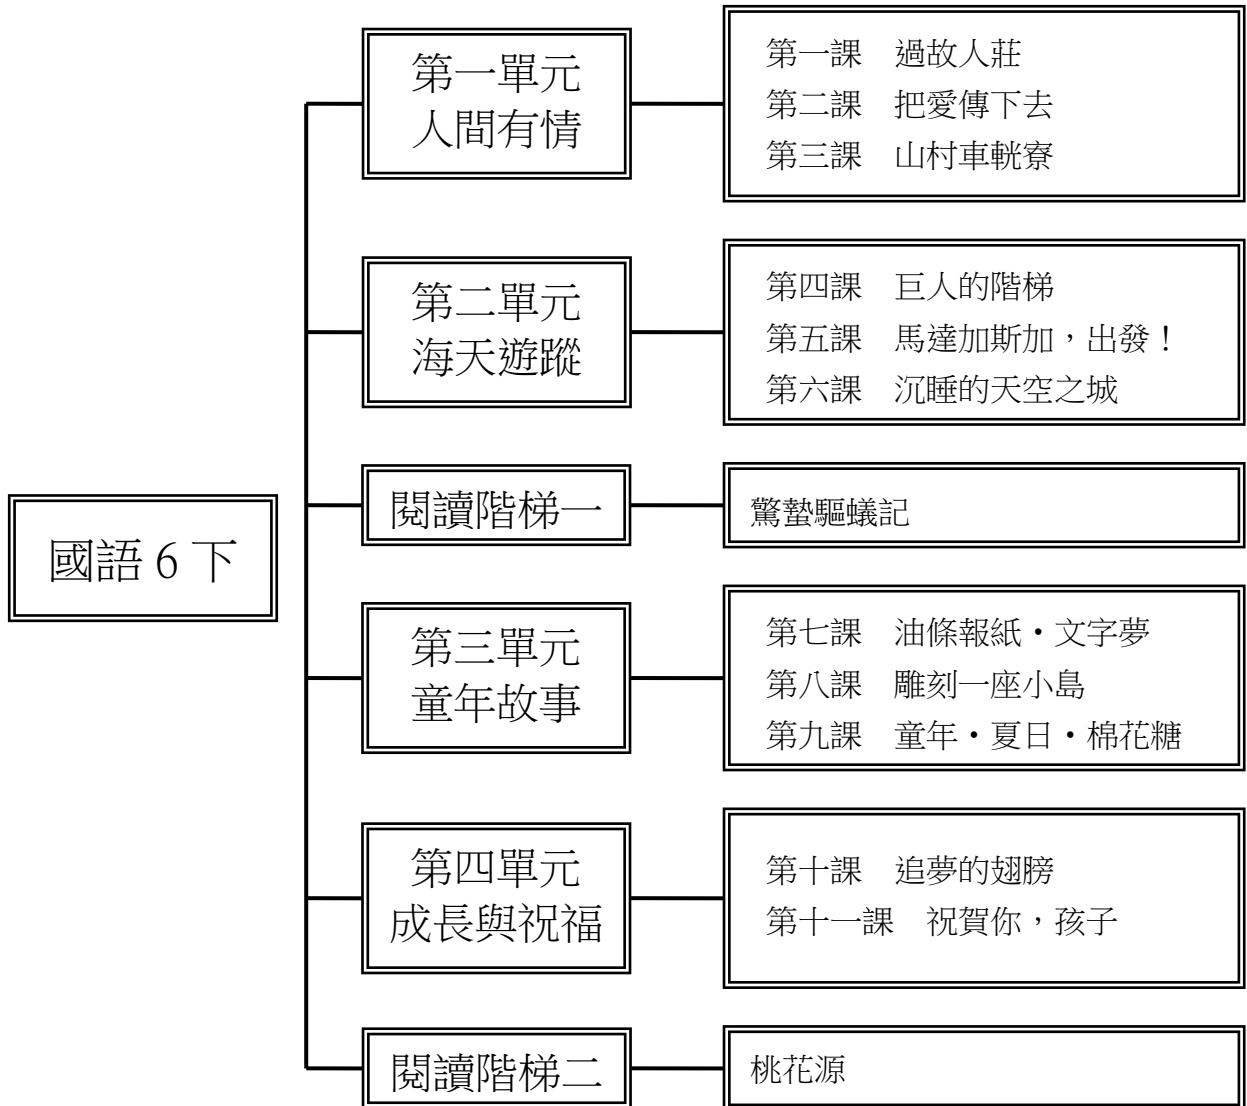 國語 6 下
第一單元
人間有情
第一課　過故人莊
第二課　把愛傳下去
第三課　山村車輄寮
第二單元
海天遊蹤
第四課　巨人的階梯
第五課　馬達加斯加，出發！
第六課　沉睡的天空之城
閱讀階梯一
驚蟄驅蟻記
第三單元
童年故事
第七課　油條報紙・文字夢
第八課　雕刻一座小島
第九課　童年・夏日・棉花糖
第四單元
成長與祝福
第十課　追夢的翅膀
第十一課　祝賀你，孩子
閱讀階梯二
桃花源